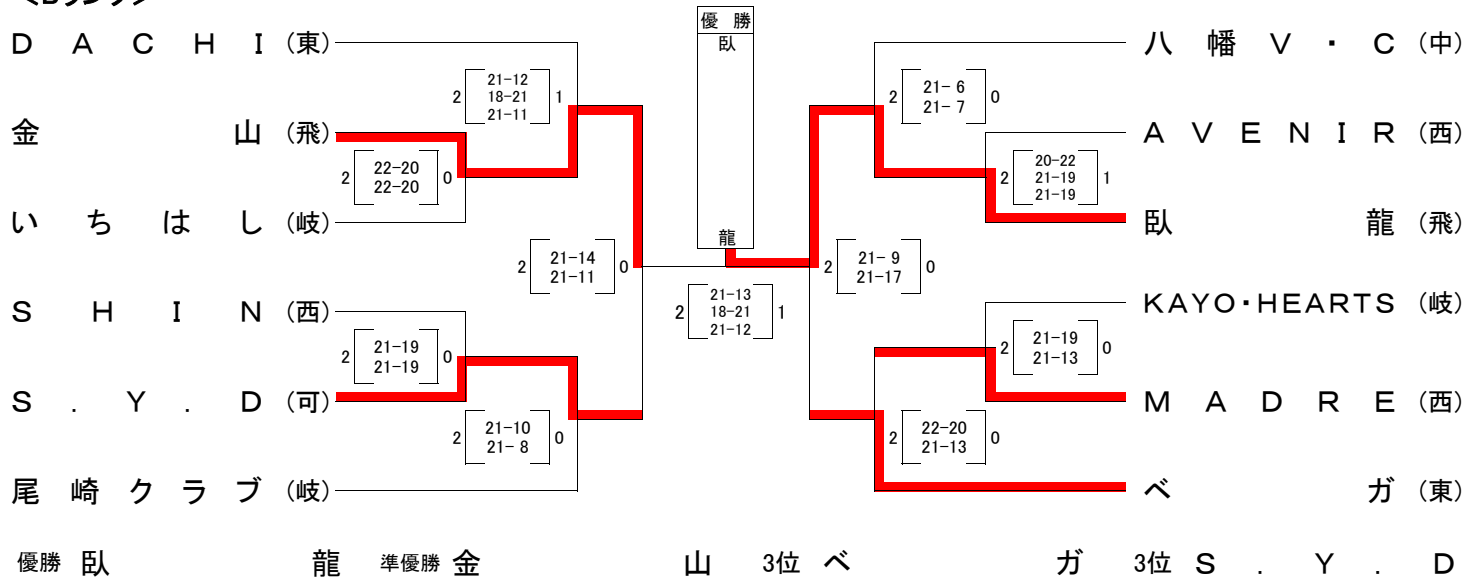 優 勝
臥
龍
D A C H I (東)
金 山 (飛)
い ち は し (岐)
S H I N (西)
S . Y . D (可)
尾 崎 ク ラ ブ (岐)
2 21-12 18-21 21-11 1
2 22-20 22-20 0
2 21-14 21-11 0
2 21-19 21-19 0
2 21-10 21- 8 0
2 21-13 18-21 21-12 1
2 21- 6 21- 7 0
2 20-22 21-19 21-19 1
2 21- 9 21-17 0
2 21-19 21-13 0
2 22-20 21-13 0
八 幡 V ・ C (中)
A V E N I R (西)
臥 龍 (飛)
KAYO・HEARTS (岐)
M A D R E (西)
ベ ガ (東)
優勝 臥 龍 準優勝 金 山 3位 ベ ガ 3位 S . Y . D